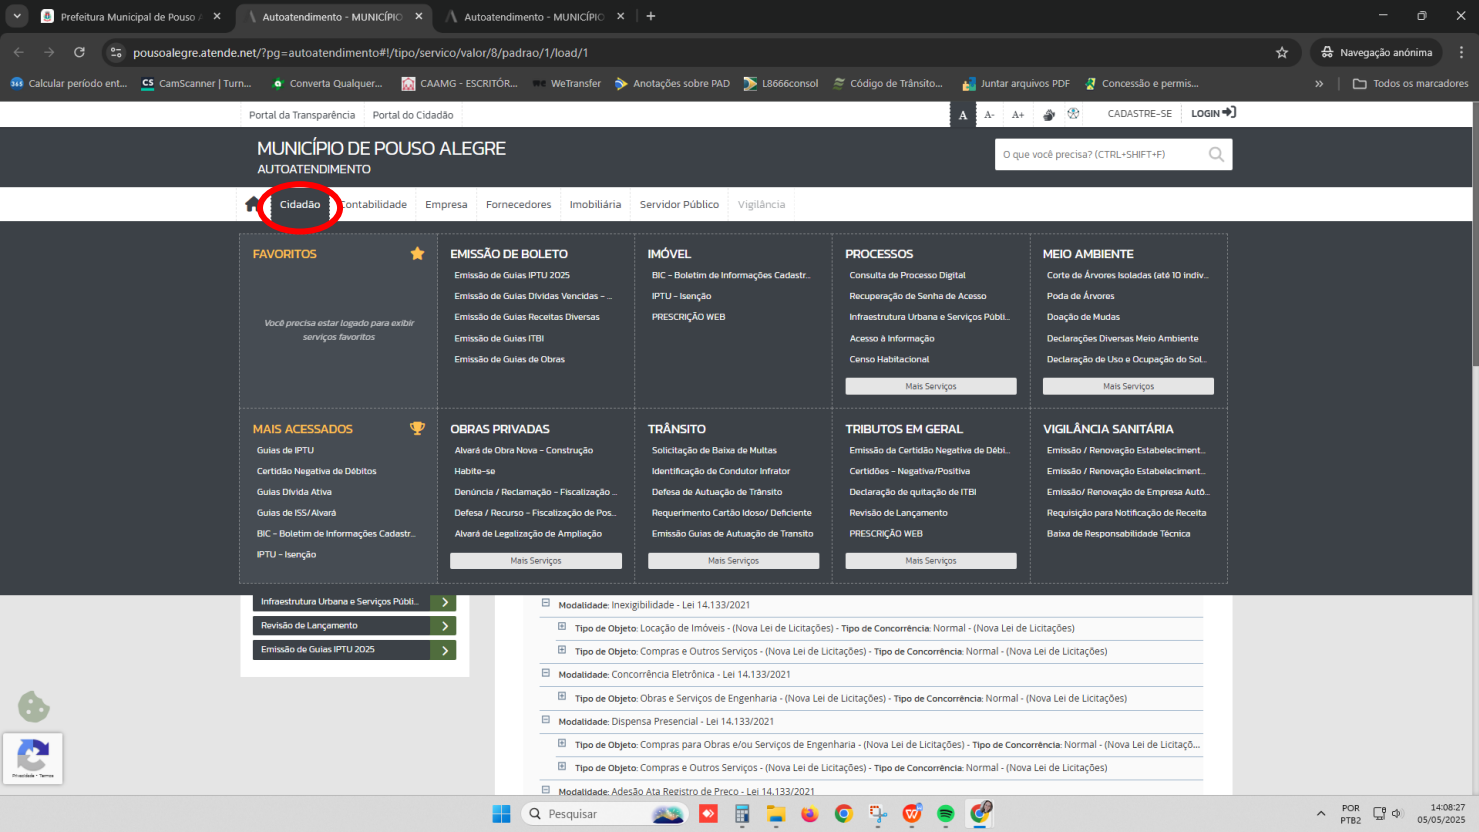 Prefeitura Municipal de Pouso A
Autoatendimento - MUNICÍPIO
Autoatendimento - MUNICÍPIO
pousoalegre.atende.net/?pg=autoatendimento#!/tipo/servico/valor/8/padrao/1/load/1
Navegação anónima
Calcular período ent...
CamScanner | Turn...
Converta Qualquer...
CAAMG - ESCRITÓR...
WeTransfer
Anotações sobre PAD
L8666consol
Código de Trânsito...
Juntar arquivos PDF
Concessão e permis...
Todos os marcadores
Portal da Transparência
Portal do Cidadão
A
A-
A+
CADASTRE-SE
LOGIN
MUNICÍPIO DE POUSO ALEGRE
AUTOATENDIMENTO
O que você precisa? (CTRL+SHIFT+F)
Cidadão
Contabilidade
Empresa
Fornecedores
Imobiliária
Servidor Público
Vigilância
FAVORITOS
Você precisa estar logado para exibir
serviços favoritos
EMISSÃO DE BOLETO
Emissão de Guias IPTU 2025
Emissão de Guias Dívidas Vencidas - ...
Emissão de Guias Receitas Diversas
Emissão de Guias ITBI
Emissão de Guias de Obras
IMÓVEL
BIC - Boletim de Informações Cadastr...
IPTU - Isenção
PRESCRIÇÃO WEB
PROCESSOS
Consulta de Processo Digital
Recuperação de Senha de Acesso
Infraestrutura Urbana e Serviços Públi...
Acesso à Informação
Censo Habitacional
Mais Serviços
MEIO AMBIENTE
Corte de Árvores Isoladas (até 10 indiv...
Poda de Árvores
Doação de Mudas
Declarações Diversas Meio Ambiente
Declaração de Uso e Ocupação do Sol...
Mais Serviços
MAIS ACESSADOS
Guias de IPTU
Certidão Negativa de Débitos
Guias Dívida Ativa
Guias de ISS/Alvará
BIC - Boletim de Informações Cadastr...
IPTU - Isenção
OBRAS PRIVADAS
Alvará de Obra Nova - Construção
Habite-se
Denúncia / Reclamação - Fiscalização ...
Defesa / Recurso - Fiscalização de Pos...
Alvará de Legalização de Ampliação
Mais Serviços
TRÂNSITO
Solicitação de Baixa de Multas
Identificação de Condutor Infrator
Defesa de Autuação de Trânsito
Requerimento Cartão Idoso/ Deficiente
Emissão Guias de Autuação de Transito
Mais Serviços
TRIBUTOS EM GERAL
Emissão da Certidão Negativa de Débi...
Certidões - Negativa/Positiva
Declaração de quitação de ITBI
Revisão de Lançamento
PRESCRIÇÃO WEB
Mais Serviços
VIGILÂNCIA SANITÁRIA
Emissão / Renovação Estabeleciment...
Emissão / Renovação Estabeleciment...
Emissão/ Renovação de Empresa Autô...
Requisição para Notificação de Receita
Baixa de Responsabilidade Técnica
Infraestrutura Urbana e Serviços Públi...
Revisão de Lançamento
Emissão de Guias IPTU 2025
Modalidade: Inexigibilidade - Lei 14.133/2021
Tipo de Objeto: Locação de Imóveis - (Nova Lei de Licitações) - Tipo de Concorrência: Normal - (Nova Lei de Licitações)
Tipo de Objeto: Compras e Outros Serviços - (Nova Lei de Licitações) - Tipo de Concorrência: Normal - (Nova Lei de Licitações)
Modalidade: Concorrência Eletrônica - Lei 14.133/2021
Tipo de Objeto: Obras e Serviços de Engenharia - (Nova Lei de Licitações) - Tipo de Concorrência: Normal - (Nova Lei de Licitações)
Modalidade: Dispensa Presencial - Lei 14.133/2021
Tipo de Objeto: Compras para Obras e/ou Serviços de Engenharia - (Nova Lei de Licitações) - Tipo de Concorrência: Normal - (Nova Lei de Licitaçõ...
Tipo de Objeto: Compras e Outros Serviços - (Nova Lei de Licitações) - Tipo de Concorrência: Normal - (Nova Lei de Licitações)
Modalidade: Adesão Ata Registro de Preço - Lei 14.133/2021
Privacidade - Termos
Pesquisar
POR
PTB2
14:08:27
05/05/2025